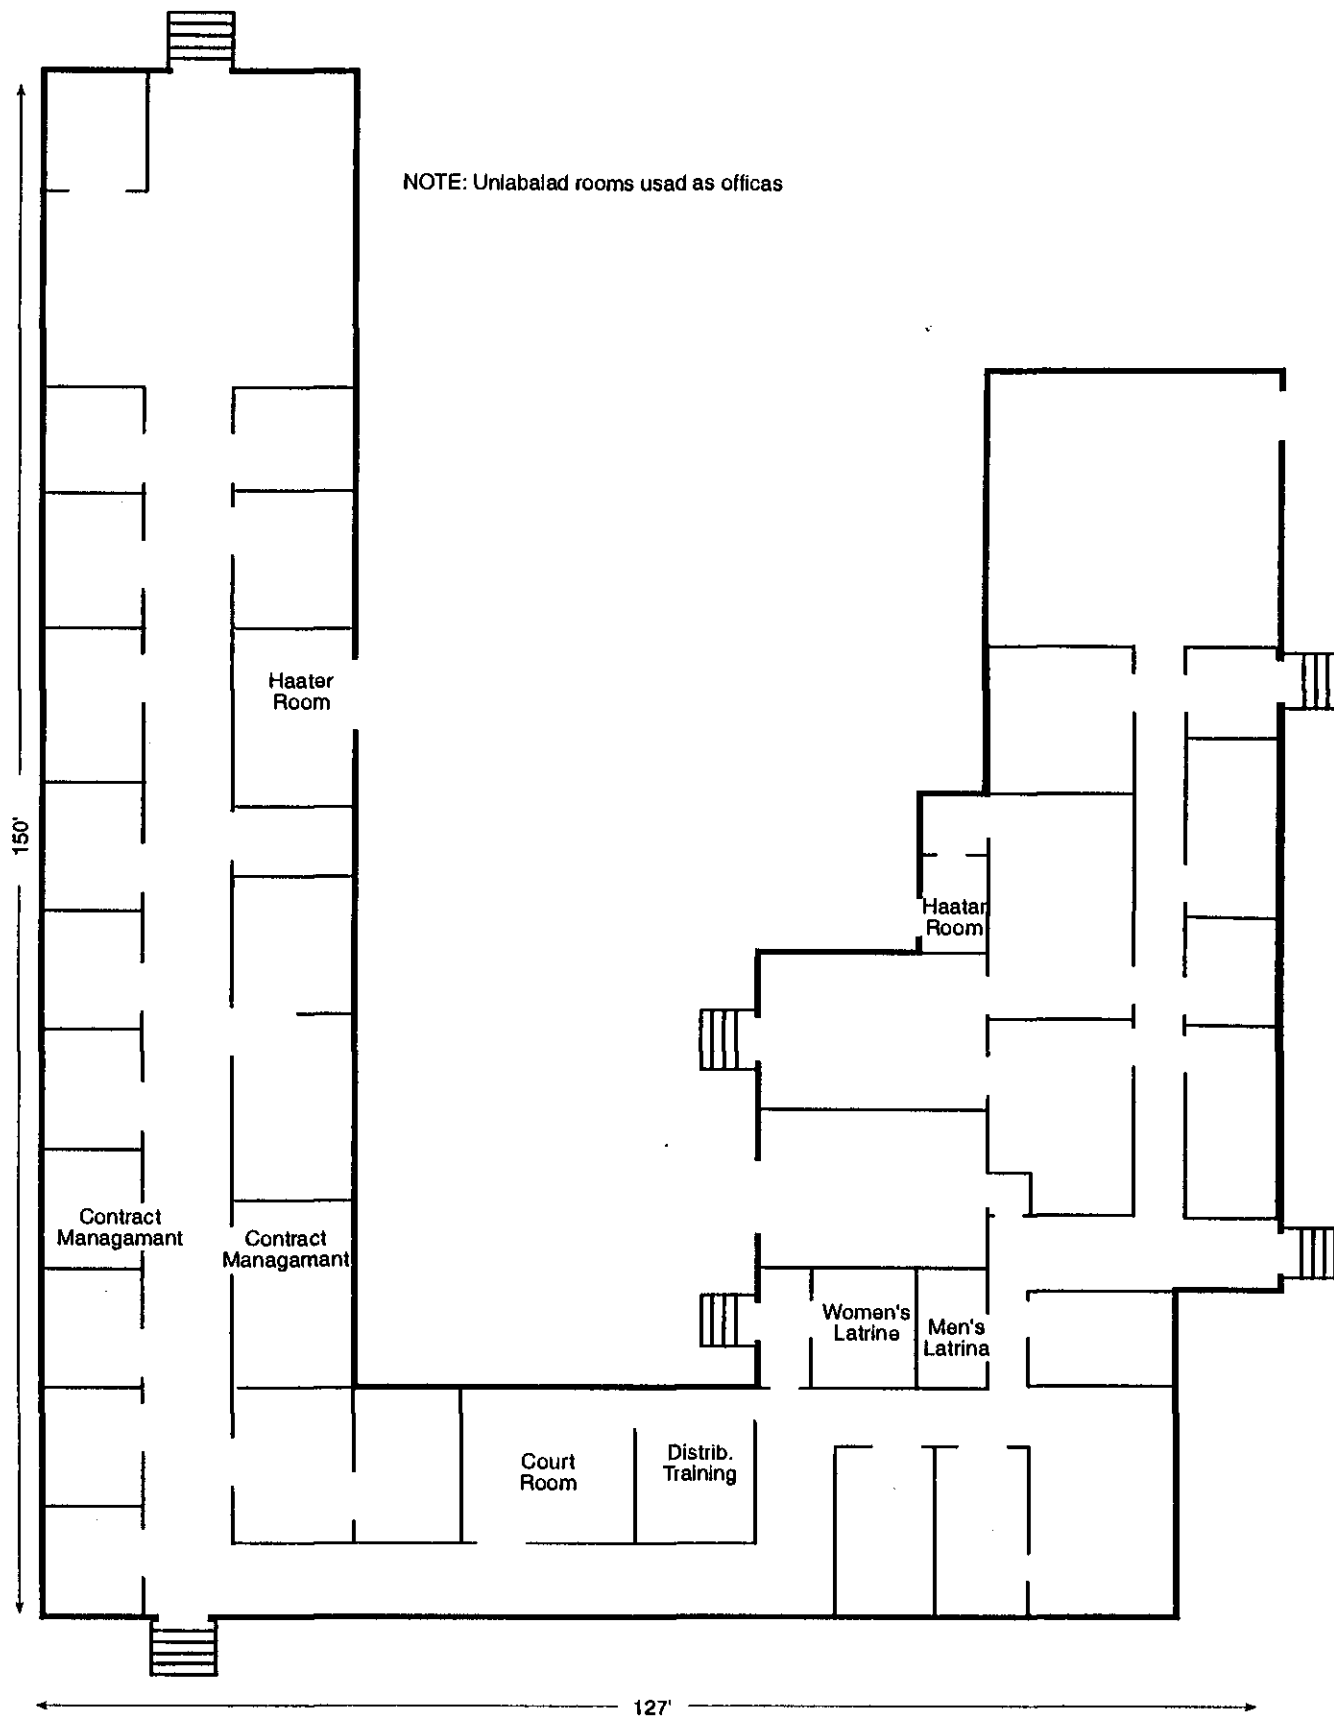 NOTE: Unlabalad rooms usad as officas
Haater
Room
150'
Haatar
Room
Contract
Managamant
Contract
Managamant
Women's
Latrine
Men's
Latrina
Court
Room
Distrib.
Training
127'